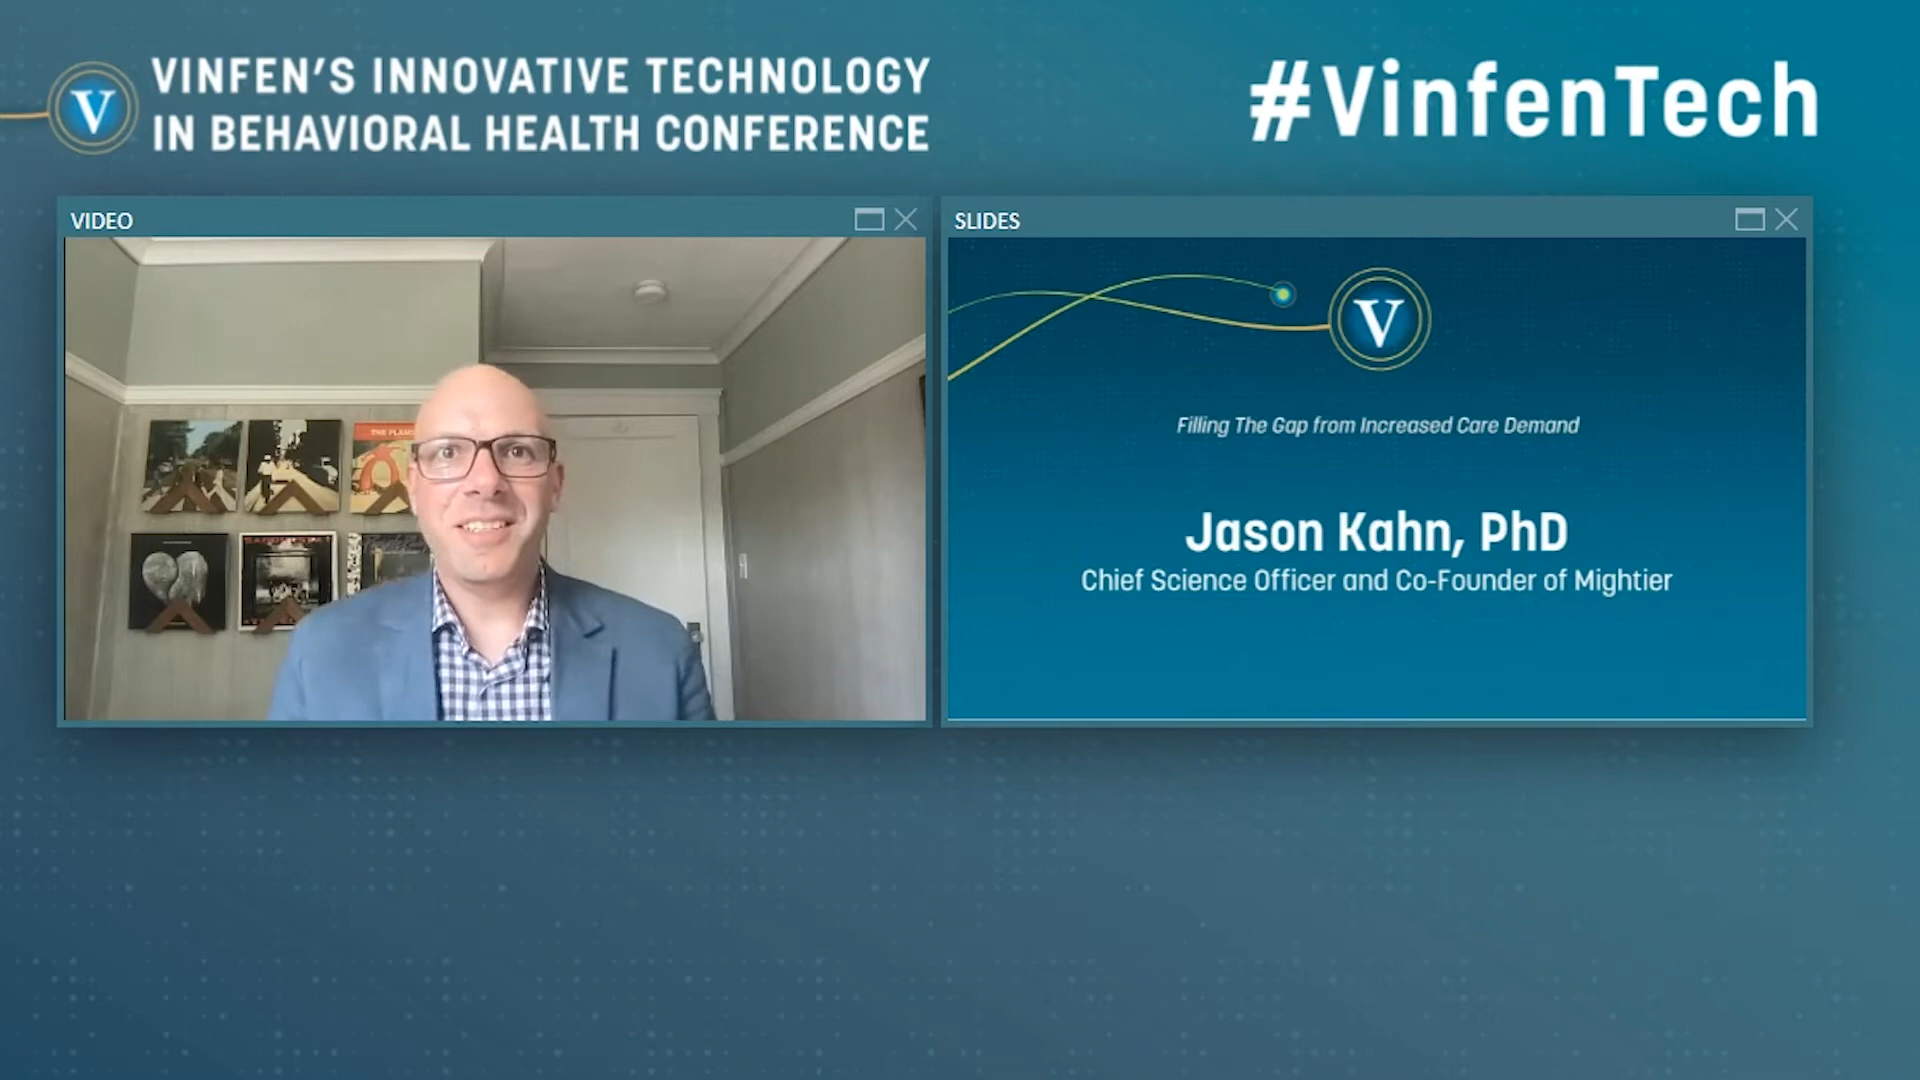 V
VINFEN'S INNOVATIVE TECHNOLOGY
IN BEHAVIORAL HEALTH CONFERENCE
#VinfenTech
VIDEO
THE
SLIDES
V
Filling The Gap from Increased Care Demand
Jason Kahn, PhD
Chief Science Officer and Co-Founder of Mightier